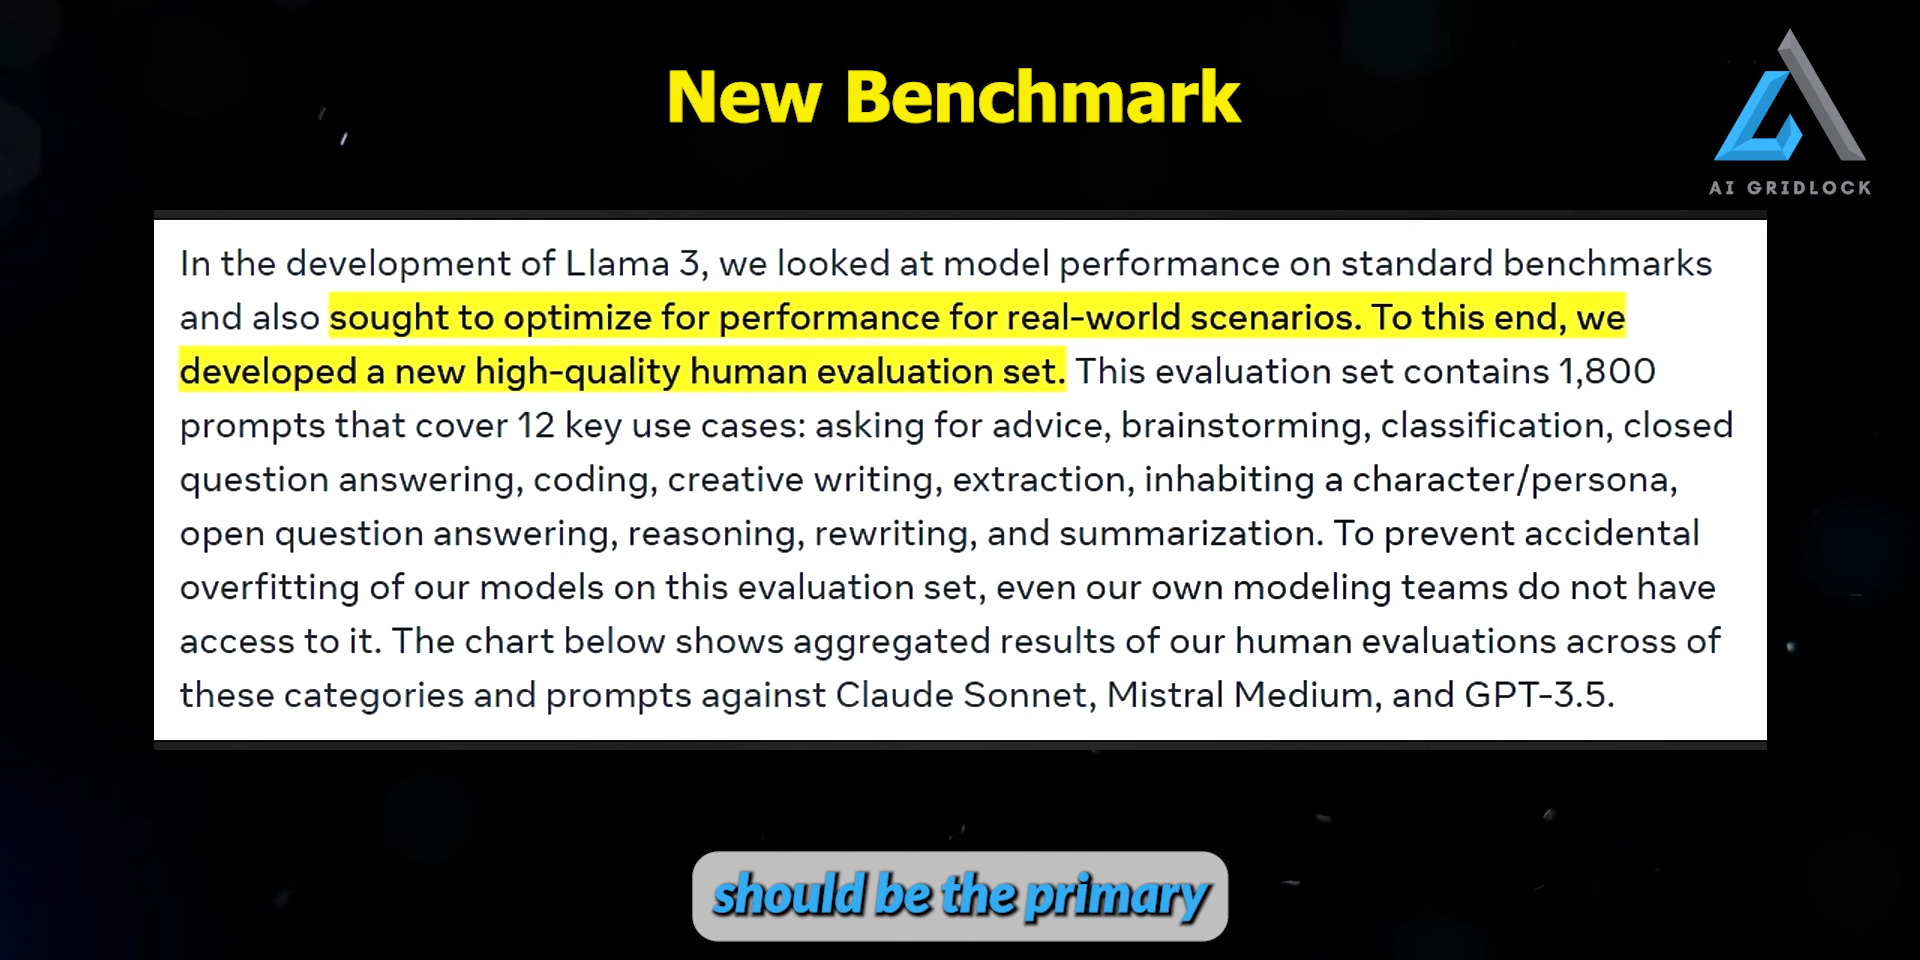 New Benchmark
AI GRIDLOCK
In the development of Llama 3, we looked at model performance on standard benchmarks
and also sought to optimize for performance for real-world scenarios. To this end, we
developed a new high-quality human evaluation set. This evaluation set contains 1,800
prompts that cover 12 key use cases: asking for advice, brainstorming, classification, closed
question answering, coding, creative writing, extraction, inhabiting a character/persona,
open question answering, reasoning, rewriting, and summarization. To prevent accidental
overfitting of our models on this evaluation set, even our own modeling teams do not have
access to it. The chart below shows aggregated results of our human evaluations across of
these categories and prompts against Claude Sonnet, Mistral Medium, and GPT-3.5.
should be the primary